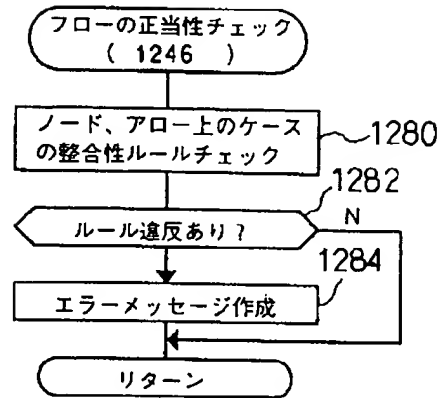 フローの正当性チェック
( 1246 )
ノード、アロー上のケース
の整合性ルールチェック
1280
1282
ルール違反あり?
N
1284
エラーメッセージ作成
リターン